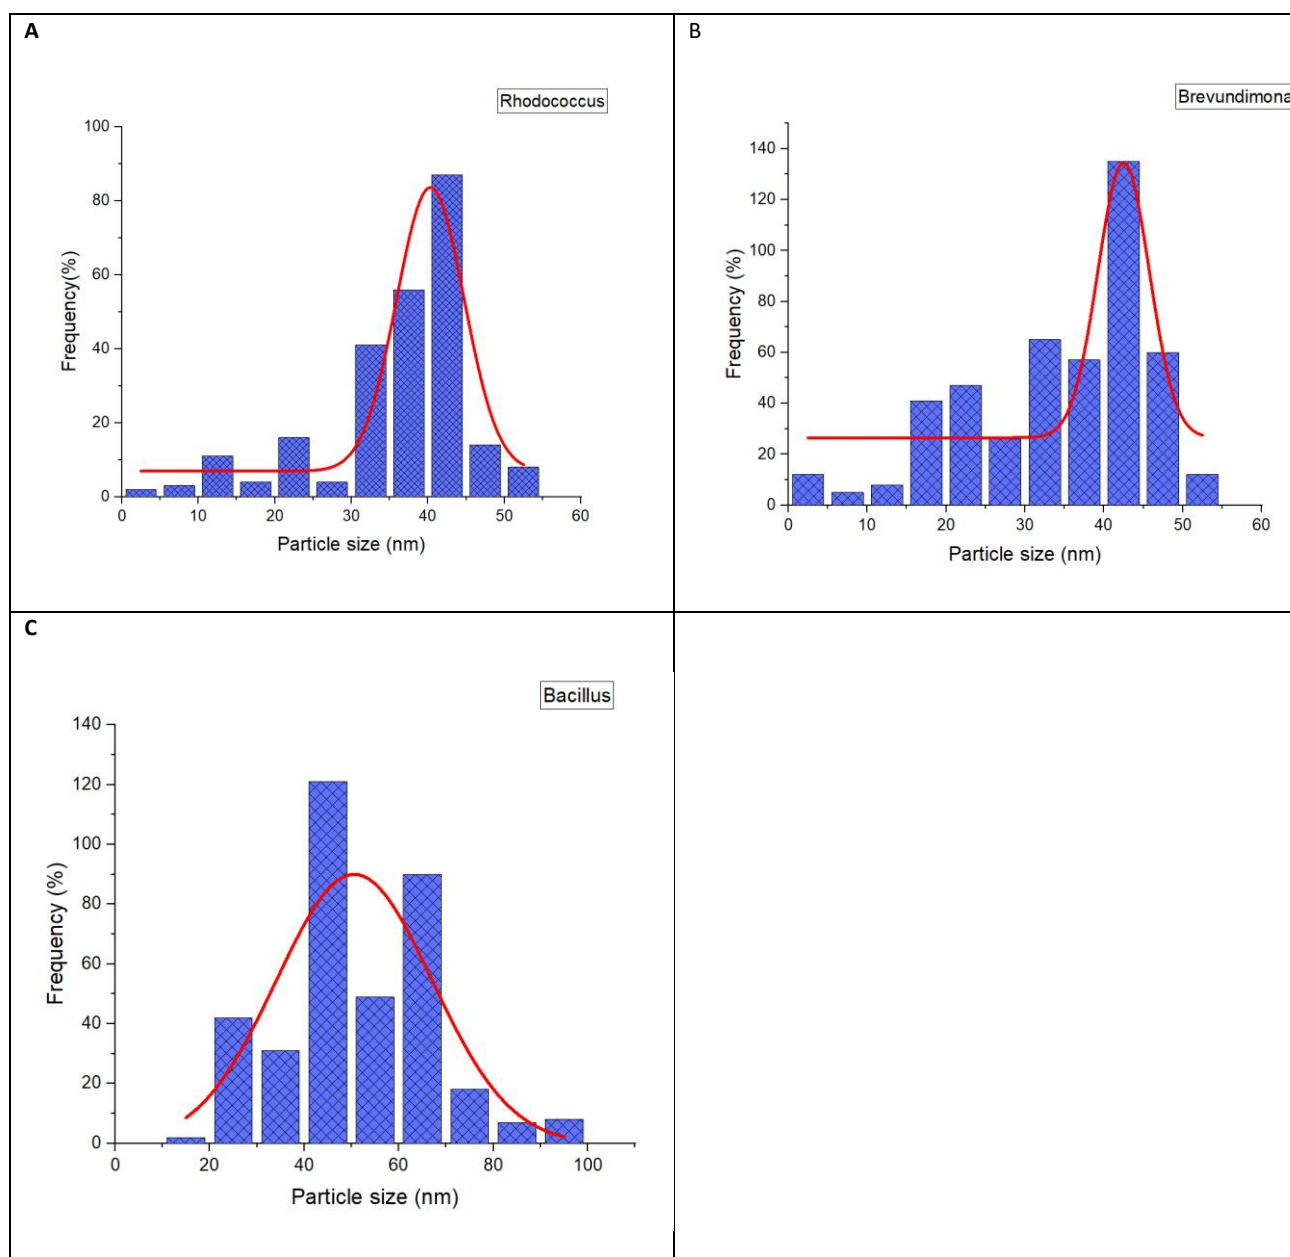 A
Rhodococcus
100
80
60
40
20
0
Frequency(%)
0 10 20 30 40 50 60
Particle size (nm)
B
Brevundimona
140
120
100
80
60
40
20
0
Frequency (%)
0 10 20 30 40 50 60
Particle size (nm)
C
Bacillus
140
120
100
80
60
40
20
0
Frequency (%)
0 20 40 60 80 100
Particle size (nm)